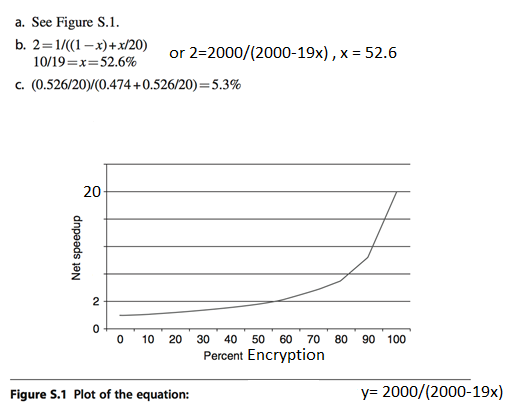 a. See Figure S.1.
b. 2=1/((1−x)+x/20)
10/19=x=52.6%
or 2=2000/(2000-19x) , x = 52.6
c. (0.526/20)/(0.474+0.526/20)=5.3%
20
2
0
Net speedup
0 10 20 30 40 50 60 70 80 90 100
Percent Encryption
Figure S.1 Plot of the equation:
y= 2000/(2000-19x)